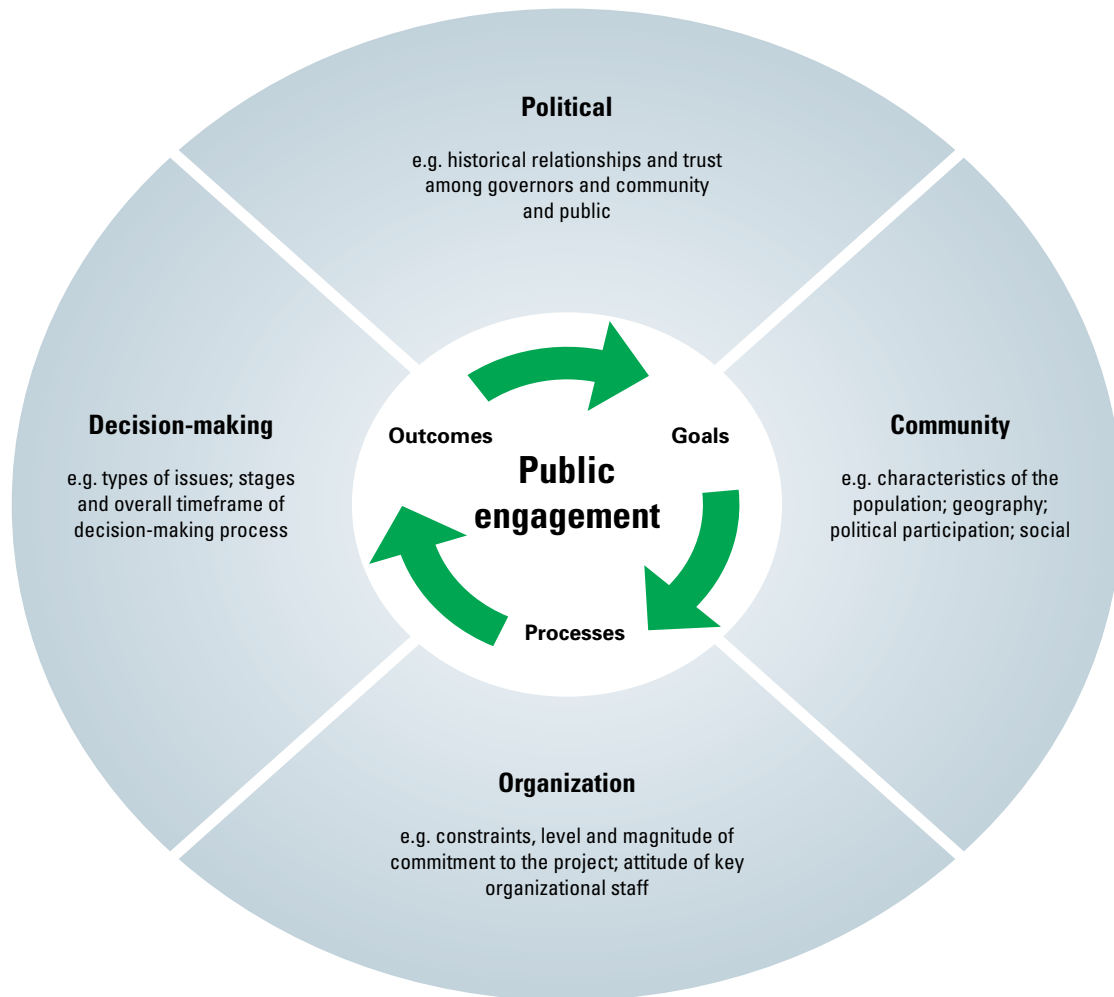 Political
e.g. historical relationships and trust
among governors and community
and public
Decision-making
e.g. types of issues; stages
and overall timeframe of
decision-making process
Outcomes
Goals
Public
engagement
Processes
Community
e.g. characteristics of the
population; geography;
political participation; social
Organization
e.g. constraints, level and magnitude of
commitment to the project; attitude of key
organizational staff